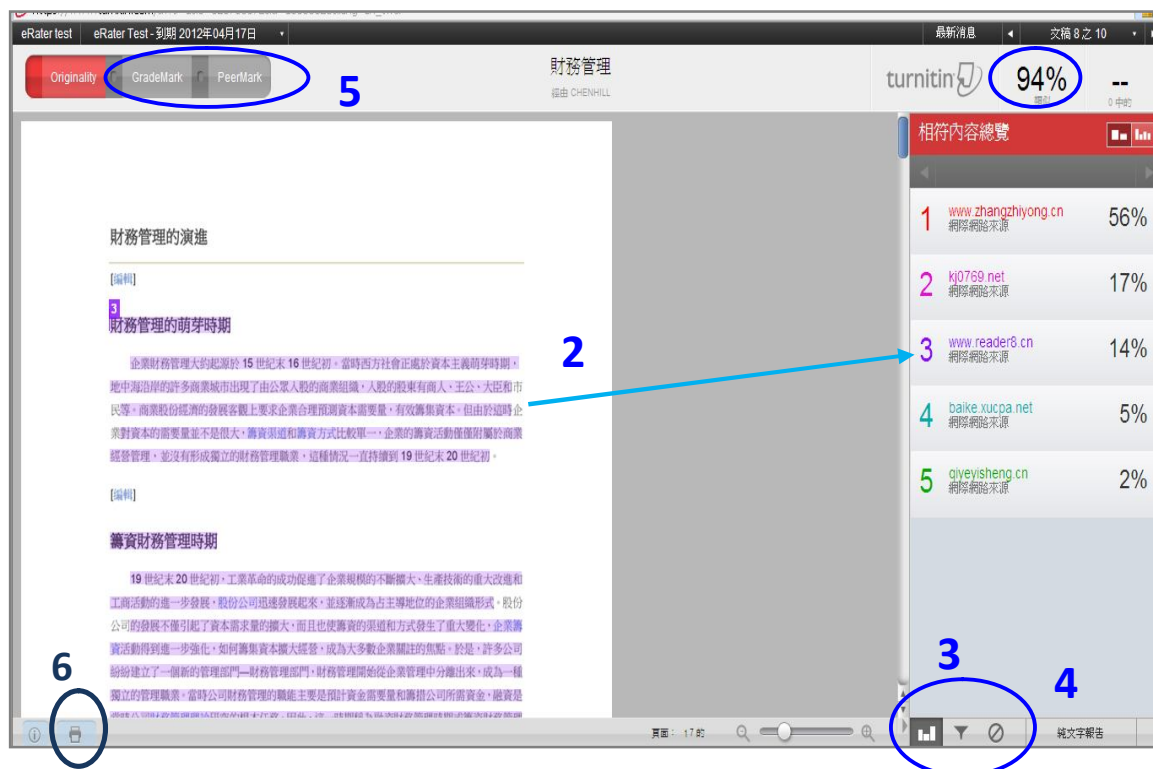 eRater test eRater Test - 到期 2012年04月17日 最新消息 交稿 8 之 10
Originality GradeMark PeerMark
5
財務管理
經由 CHENHILL
turnitin
94%
類似
--
0 中的
相符內容總覽
1 www.zhangzhiyong.cn 56%
網際網路來源
2 kj0769.net 17%
網際網路來源
3 www.reader8.cn 14%
網際網路來源
4 baike.xucpa.net 5%
網際網路來源
5 qiyeyisheng.cn 2%
網際網路來源
財務管理的演進
[編輯]
3
財務管理的萌芽時期
2
企業財務管理大約起源於 15 世紀末 16 世紀初。當時西方社會正處於資本主義萌芽時期，
地中海沿岸的許多商業城市出現了由公眾入股的商業組織，入股的股東有商人、王公、大臣和市
民等。商業股份經濟的發展客觀上要求企業合理預測資本需要量，有效籌集資本。但由於這時企
業對資本的需要量並不是很大，籌資渠道和籌資方式比較單一，企業的籌資活動僅僅附屬於商業
經營管理，並沒有形成獨立的財務管理職業，這種情況一直持續到 19 世紀末 20 世紀初。
[編輯]
籌資財務管理時期
19 世紀末 20 世紀初，工業革命的成功促進了企業規模的不斷擴大、生產技術的重大改進和
工商活動的進一步發展，股份公司迅速發展起來，並逐漸成為占主導地位的企業組織形式。股份
公司的發展不僅引起了資本需求量的擴大，而且也使籌資的渠道和方式發生了重大變化，企業籌
資活動得到進一步強化，如何籌集資本擴大經營，成為大多數企業關註的焦點。於是，許多公司
紛紛建立了一個新的管理部門—財務管理部門，財務管理開始從企業管理中分離出來，成為一種
獨立的管理職業。當時公司財務管理的職能主要是預計資金需要量和籌措公司所需資金，融資是
6
3
4
頁面： 1 7 的
純文字報告